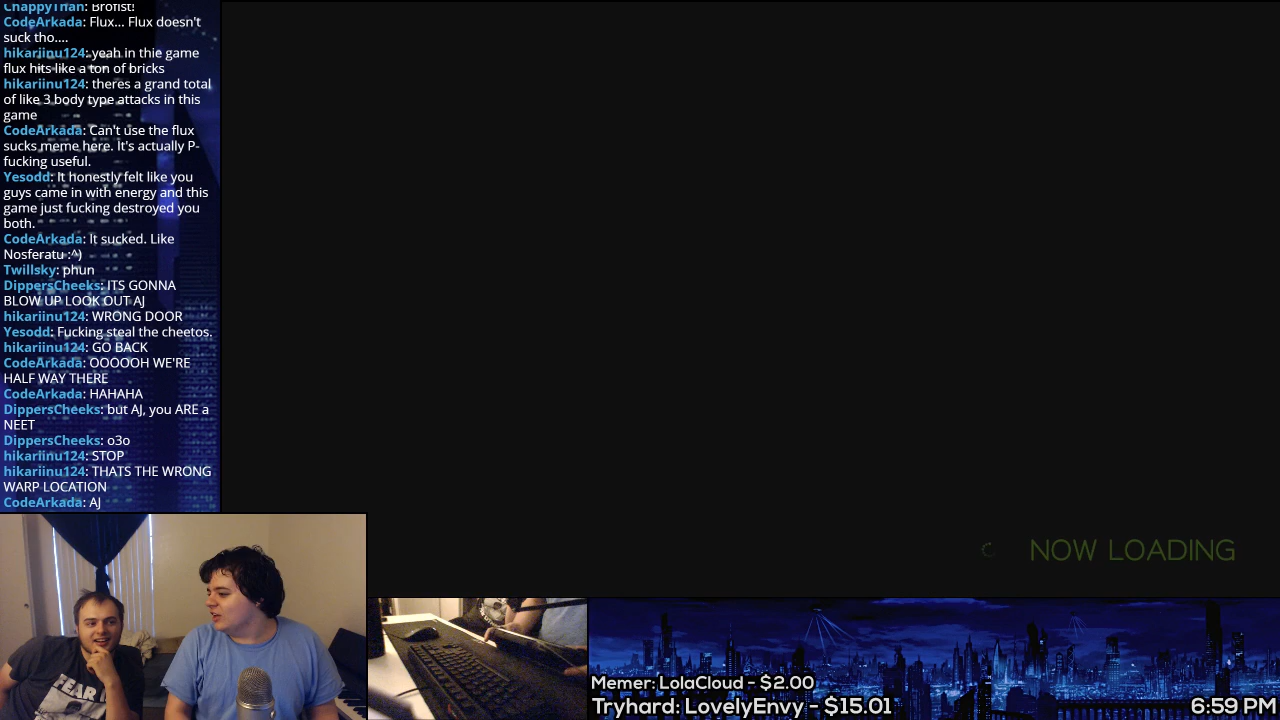 ChappyThan: Brofist!
CodeArkada: Flux... Flux doesn't
suck tho....
hikariinu124: yeah in thie game
flux hits like a ton of bricks
hikariinu124: theres a grand total
of like 3 body type attacks in this
game
CodeArkada: Can't use the flux
sucks meme here. It's actually P-
fucking useful.
Yesodd: It honestly felt like you
guys came in with energy and this
game just fucking destroyed you
both.
CodeArkada: It sucked. Like
Nosferatu :^)
Twillsky: phun
DippersCheeks: ITS GONNA
BLOW UP LOOK OUT AJ
hikariinu124: WRONG DOOR
Yesodd: Fucking steal the cheetos.
hikariinu124: GO BACK
CodeArkada: OOOOOH WE'RE
HALF WAY THERE
CodeArkada: HAHAHA
DippersCheeks: but AJ, you ARE a
NEET
DippersCheeks: o3o
hikariinu124: STOP
hikariinu124: THATS THE WRONG
WARP LOCATION
CodeArkada: AJ
NOW LOADING
FEAR
Memer: LolaCloud - $2.00
Tryhard: LovelyEnvy - $15.01
6:59 PM